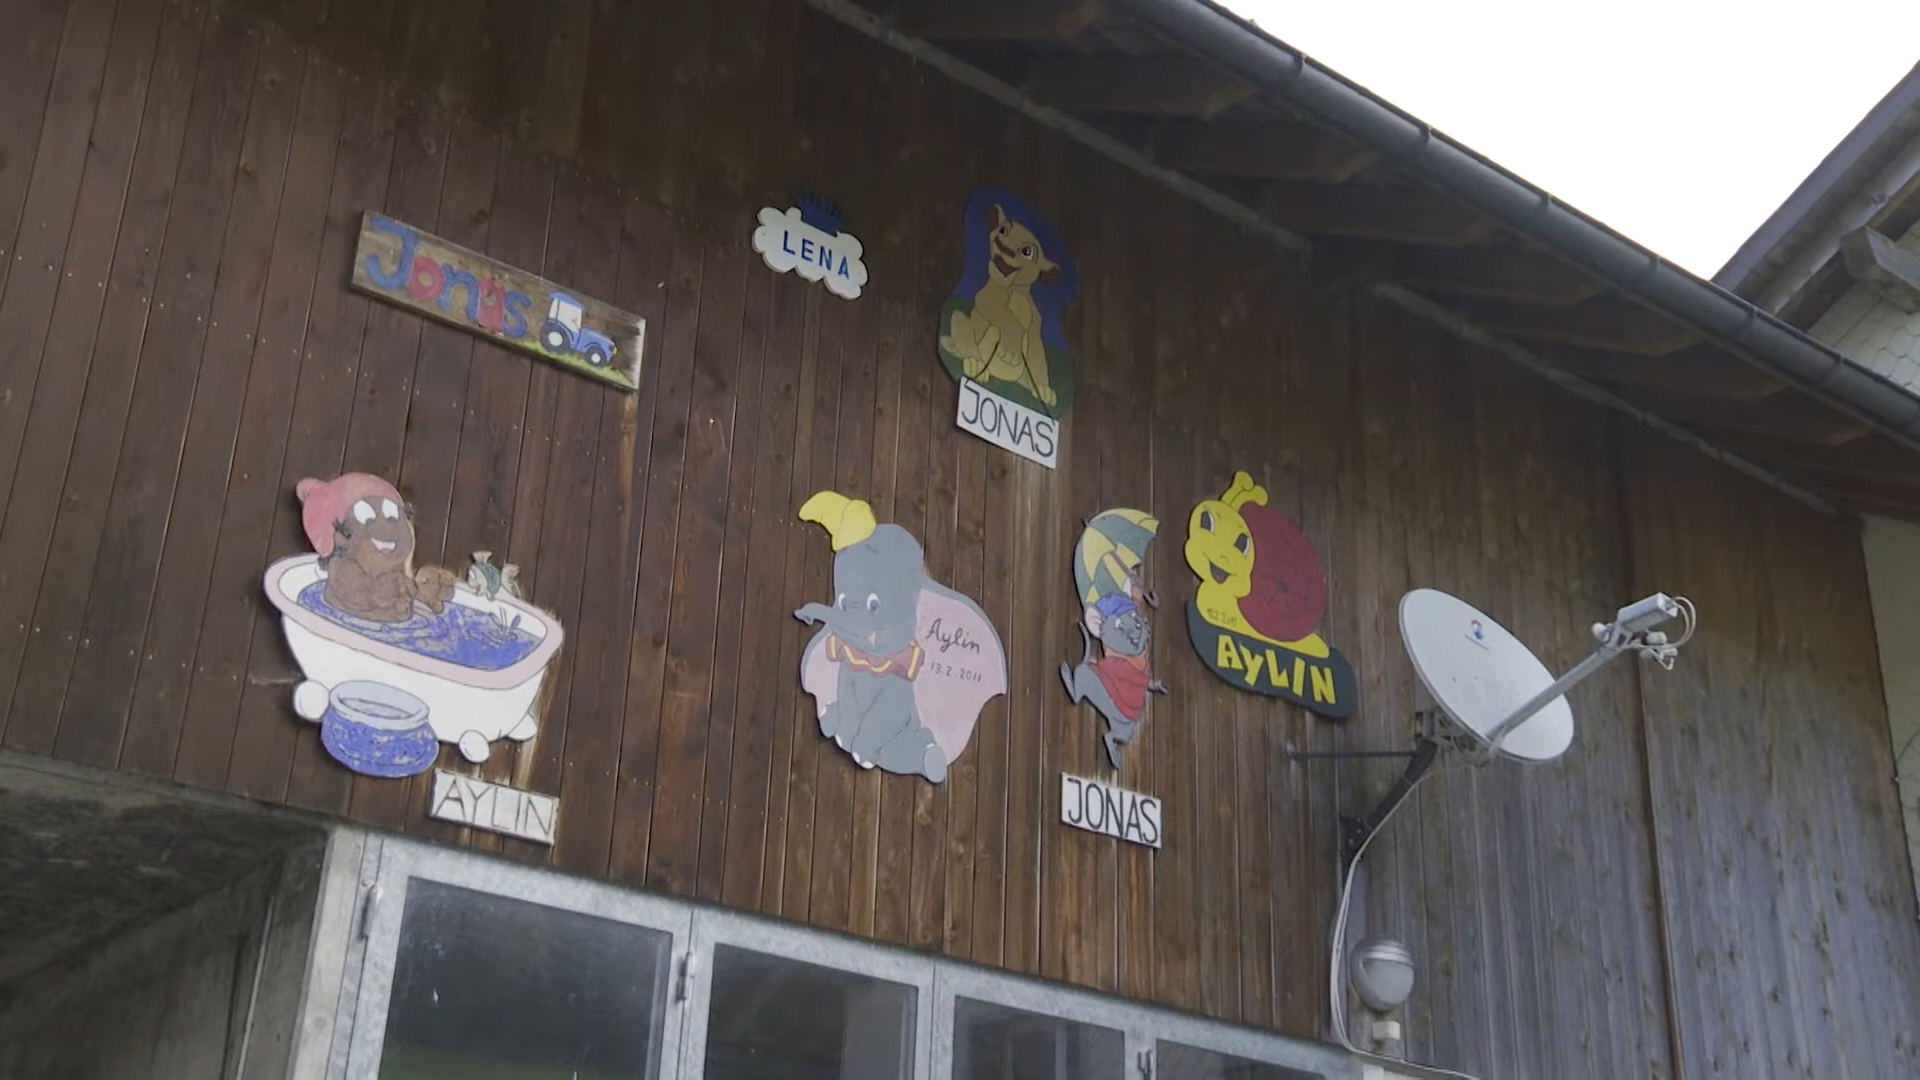 Jonas
LENA
JONAS
Aylin
13.2.2011
AYLIN
AYLIN
JONAS